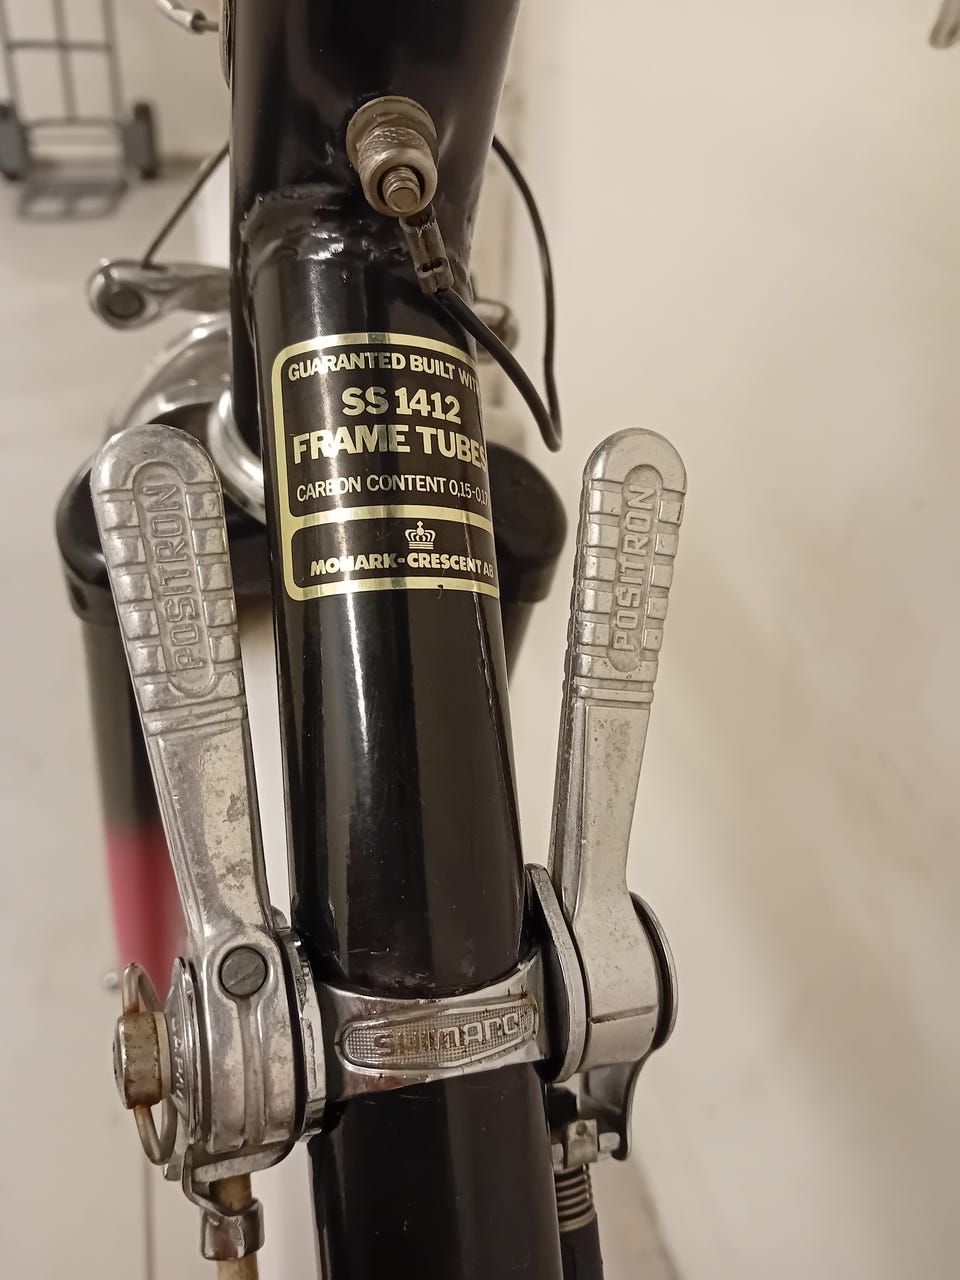 GUARANTED BUILT WITH
SS 1412
FRAME TUBES
CARBON CONTENT 0,15-0,17
MONARK-CRESCENT AB
POSITRON
POSITRON
SHIMANO